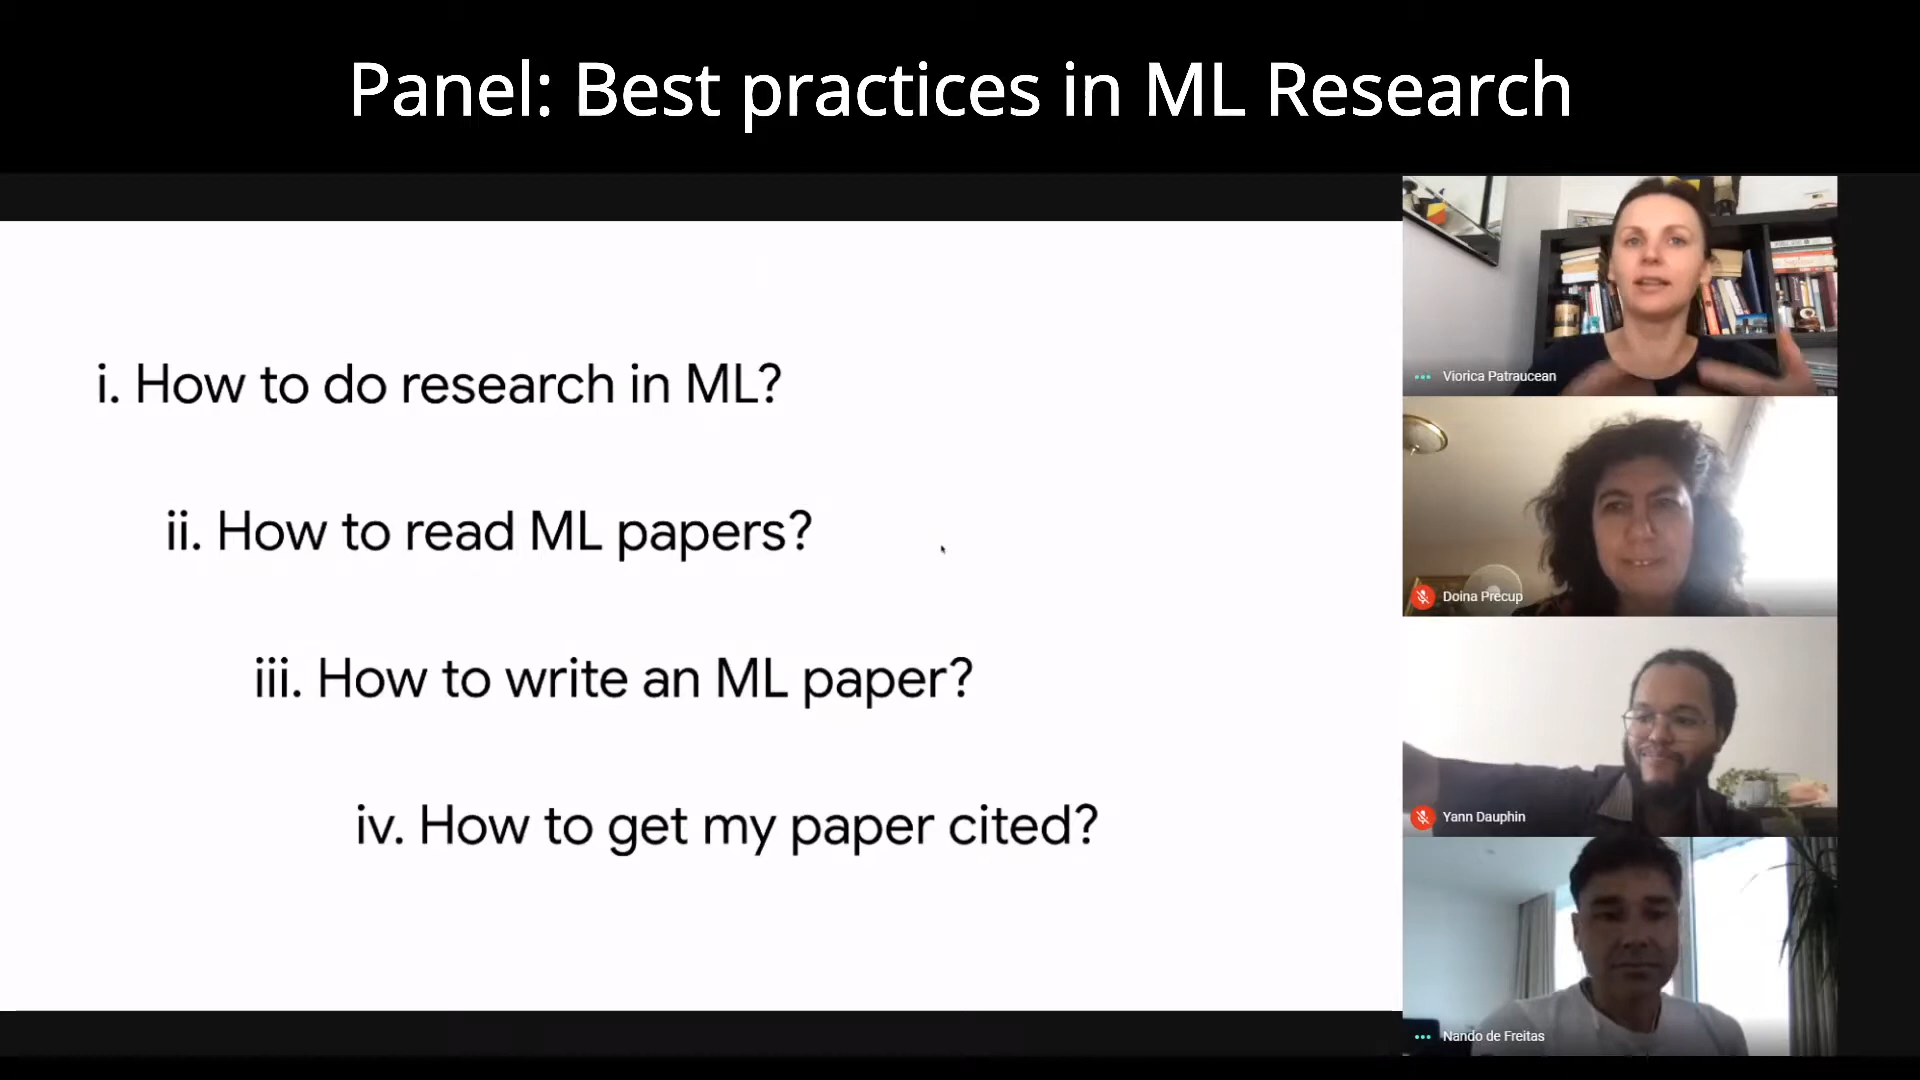 Panel: Best practices in ML Research
i. How to do research in ML?
ii. How to read ML papers?
iii. How to write an ML paper?
iv. How to get my paper cited?
Viorica Patraucean
Doina Precup
Yann Dauphin
Nando de Freitas